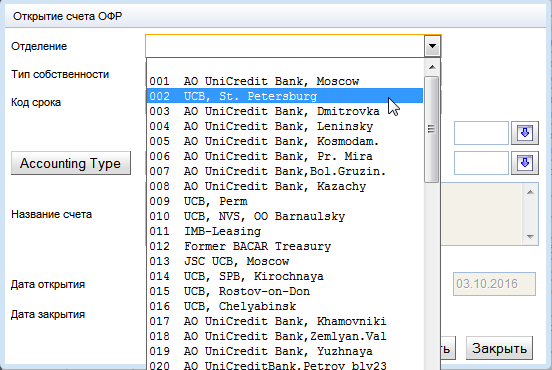 Открытие счета ОФР
Отделение
Тип собственности
Код срока
Accounting Type
Название счета
Дата открытия
03.10.2016
Дата закрытия
001 AO UniCredit Bank, Moscow
002 UCB, St. Petersburg
003 AO UniCredit Bank, Dmitrovka
004 AO UniCredit Bank, Leninsky
005 AO UniCredit Bank, Kosmodam.
006 AO UniCredit Bank, Pr. Mira
007 AO UniCredit Bank,Bol.Gruzin.
008 AO UniCredit Bank, Kazachy
009 UCB, Perm
010 UCB, NVS, OO Barnaulsky
011 IMB-Leasing
012 Former BACAR Treasury
013 JSC UCB, Moscow
014 UCB, SPB, Kirochnaya
015 UCB, Rostov-on-Don
016 UCB, Chelyabinsk
017 AO UniCredit Bank, Khamovniki
018 AO UniCredit Bank,Zemlyan.Val
019 AO UniCredit Bank, Yuzhnaya
020 AO UniCreditBank,Petrov blv23
ть
Закрыть